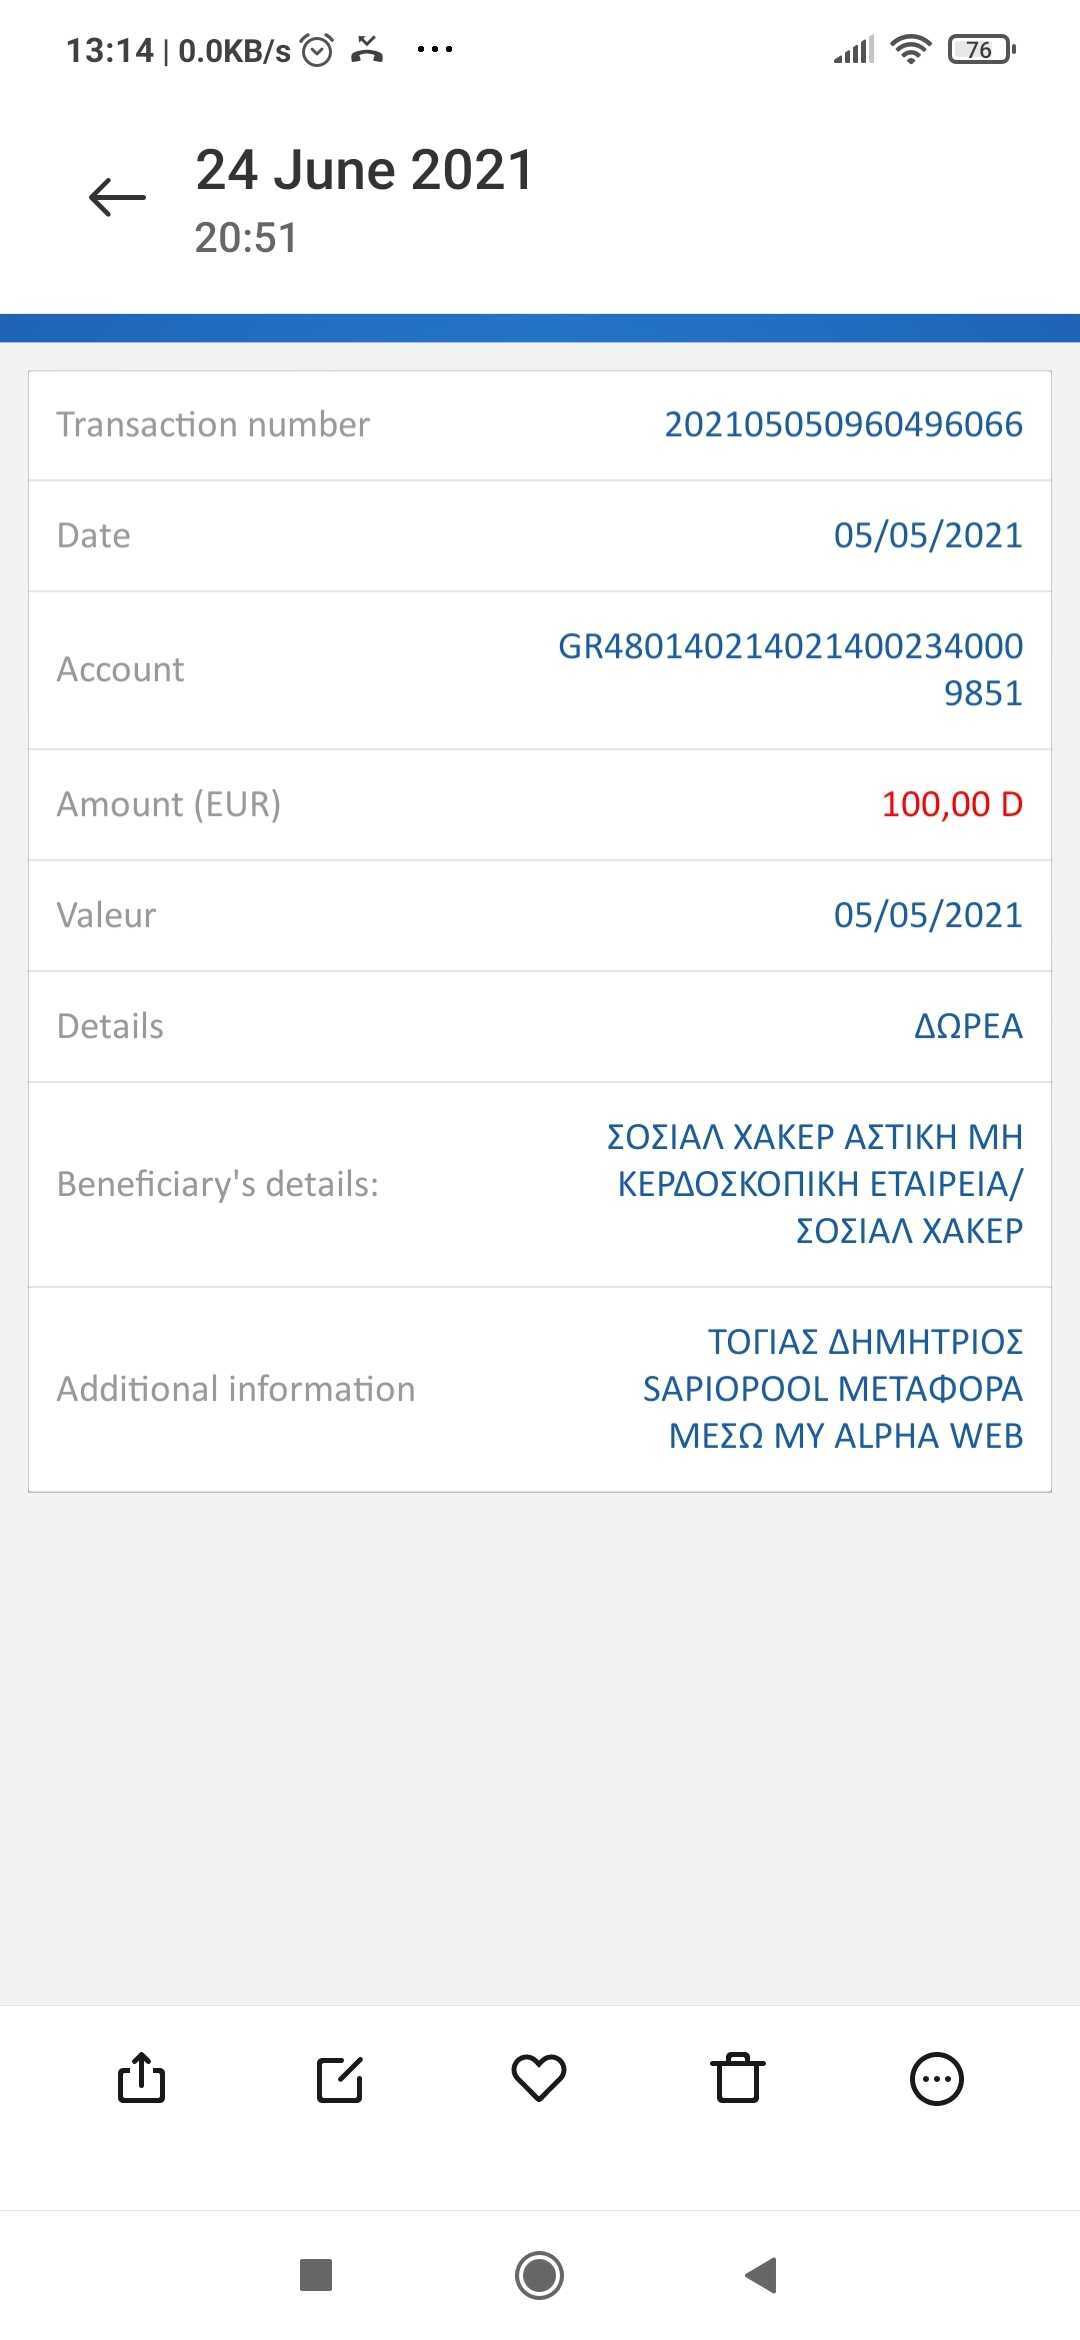 13:14 | 0.0KB/s
76
24 June 2021
20:51
Transaction number 202105050960496066
Date 05/05/2021
Account GR480140214021400234000
9851
Amount (EUR) 100,00 D
Valeur 05/05/2021
Details ΔΩΡΕΑ
Beneficiary's details: ΣΟΣΙΑΛ ΧΑΚΕΡ ΑΣΤΙΚΗ ΜΗ
ΚΕΡΔΟΣΚΟΠΙΚΗ ΕΤΑΙΡΕΙΑ/
ΣΟΣΙΑΛ ΧΑΚΕΡ
Additional information ΤΟΓΙΑΣ ΔΗΜΗΤΡΙΟΣ
SAPIOPOOL ΜΕΤΑΦΟΡΑ
ΜΕΣΩ MY ALPHA WEB